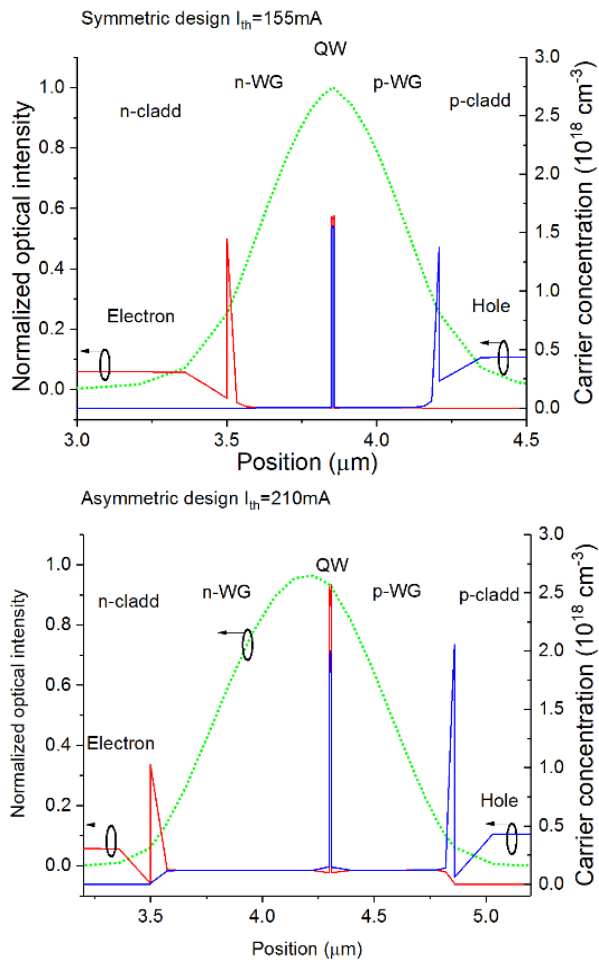 Symmetric design I_th=155mA
QW
n-WG p-WG
n-cladd p-cladd
Electron Hole
Normalized optical intensity
1.0
0.8
0.6
0.4
0.2
0.0
Carrier concentration (10^18 cm^-3)
3.0
2.5
2.0
1.5
1.0
0.5
0.0
3.0 3.5 4.0 4.5
Position (μm)
Asymmetric design I_th=210mA
QW
n-cladd n-WG p-WG p-cladd
Electron Hole
Normalized optical intensity
1.0
0.8
0.6
0.4
0.2
0.0
Carrier concentration (10^18 cm^-3)
3.0
2.5
2.0
1.5
1.0
0.5
0.0
3.5 4.0 4.5 5.0
Position (μm)